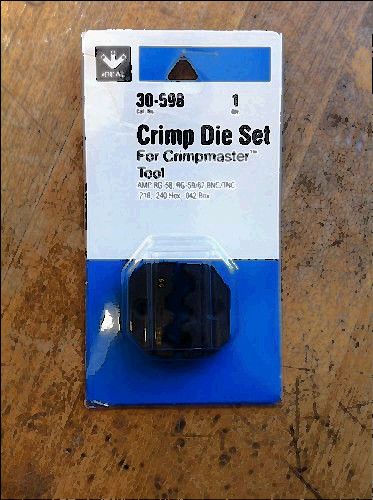 IDEAL
30-598 1
Cat. No. Qty.
Crimp Die Set
For Crimpmaster™
Tool
AMP RG-58, RG-59/62 BNC/TNC
.218, .240 Hex, .042 Box